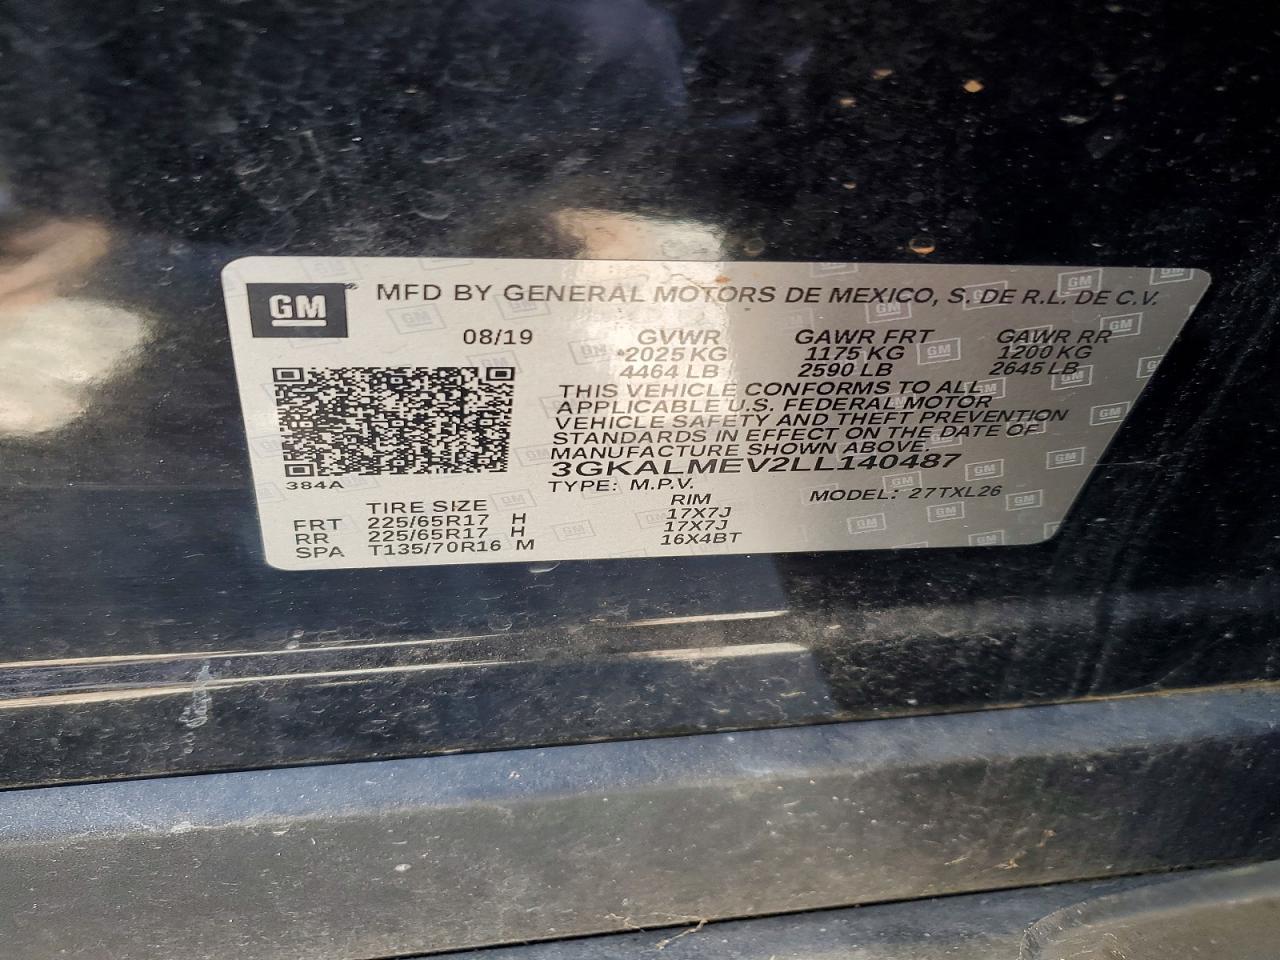 GM MFD BY GENERAL MOTORS DE MEXICO, S. DE R.L. DE C.V.
08/19 GVWR GAWR FRT GAWR RR
2025 KG 1175 KG 1200 KG
4464 LB 2590 LB 2645 LB
THIS VEHICLE CONFORMS TO ALL
APPLICABLE U.S. FEDERAL MOTOR
VEHICLE SAFETY AND THEFT PREVENTION
STANDARDS IN EFFECT ON THE DATE OF
MANUFACTURE SHOWN ABOVE.
3GKALMEV2LL140487
384A
TYPE: M.P.V. MODEL: 27TXL26
TIRE SIZE RIM
FRT 225/65R17 H 17X7J
RR 225/65R17 H 17X7J
SPA T135/70R16 M 16X4BT